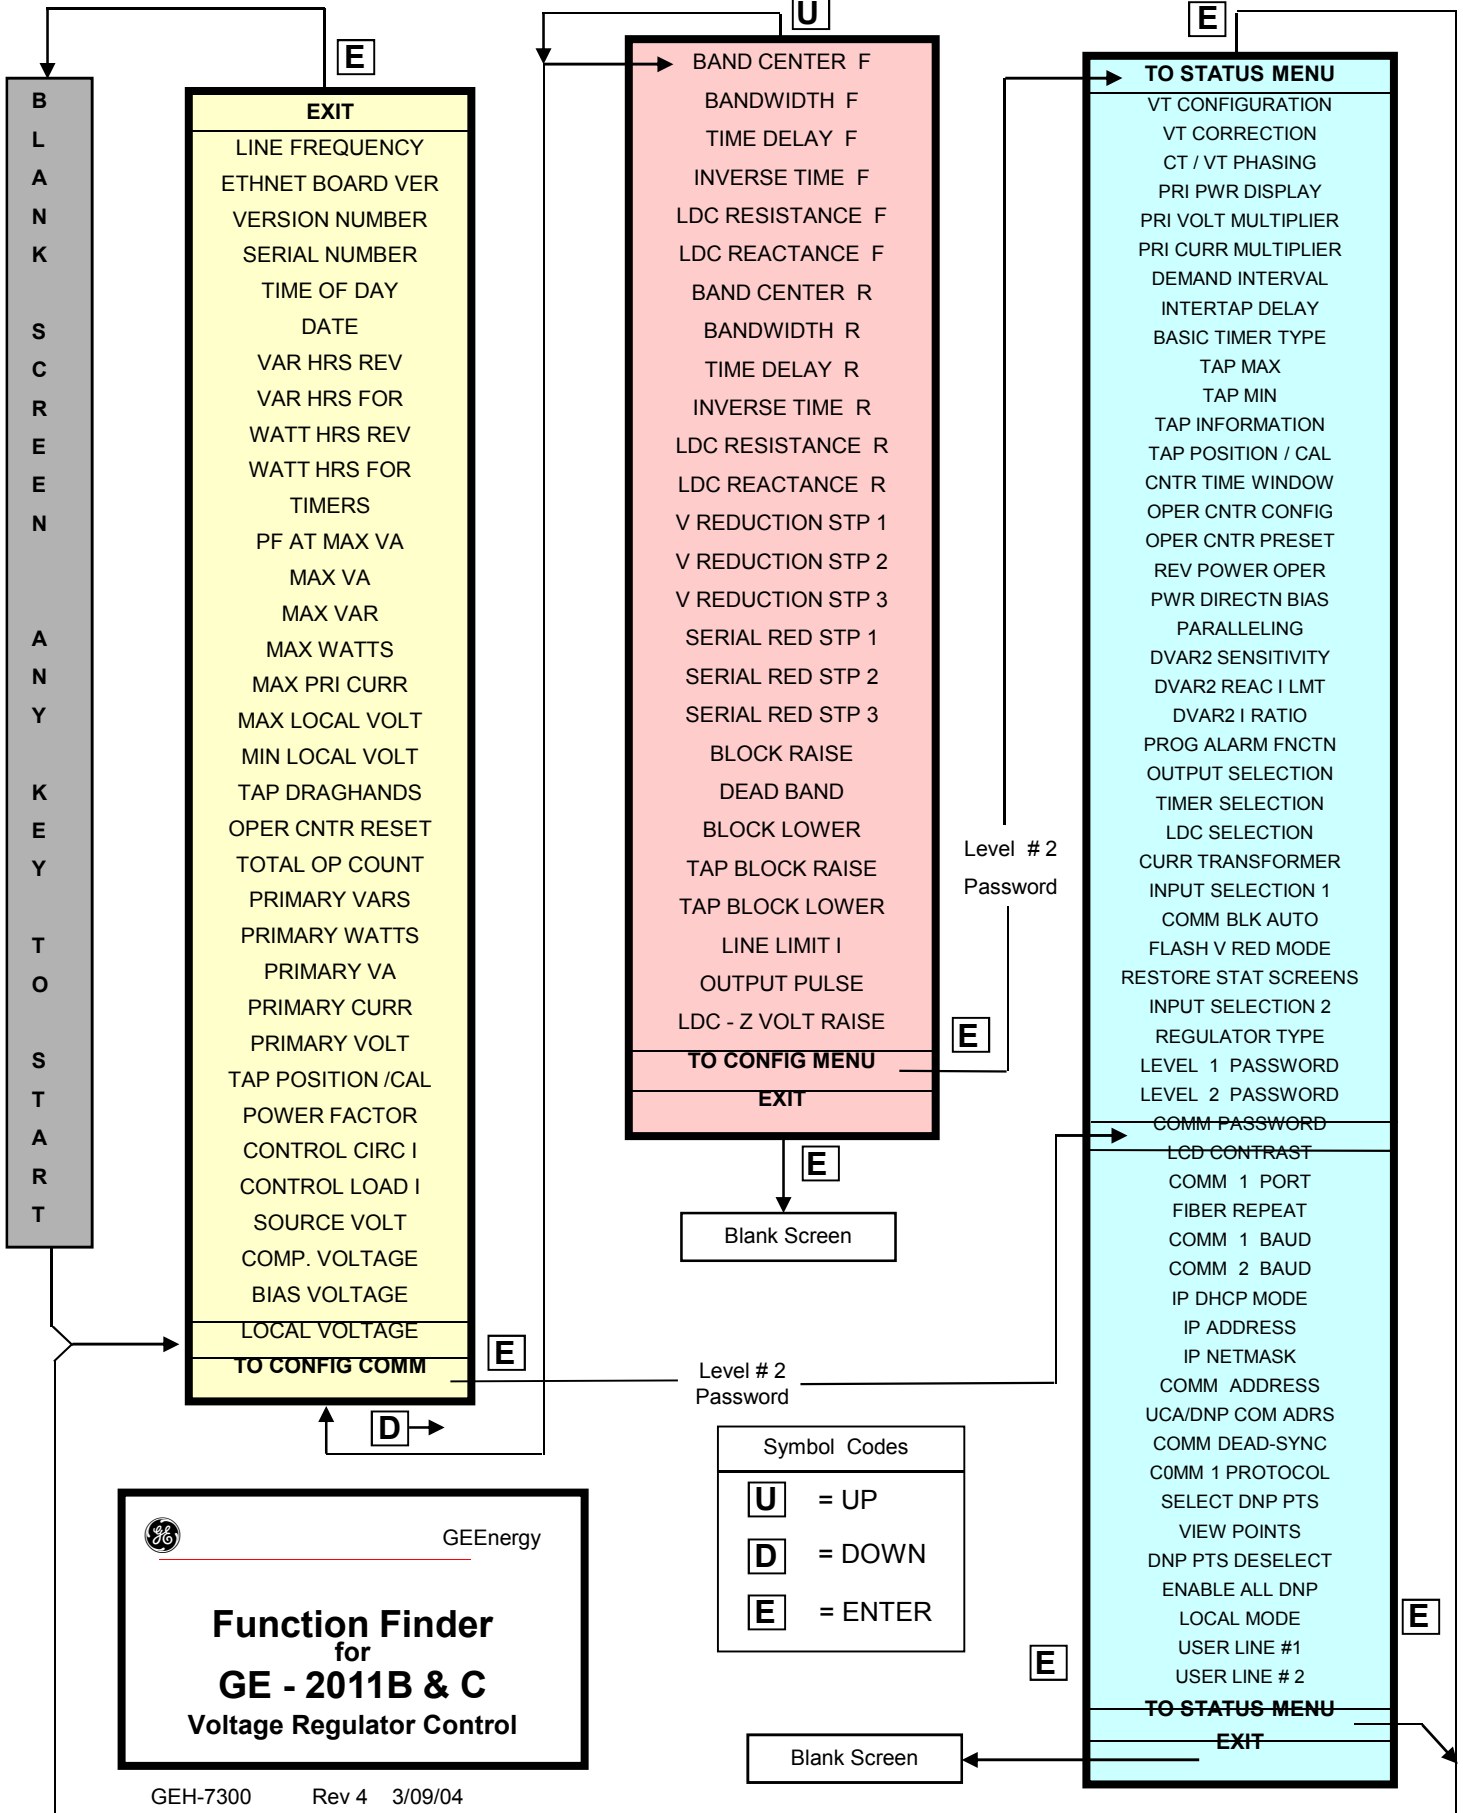 B
L
A
N
K
S
C
R
E
E
N
A
N
Y
K
E
Y
T
O
S
T
A
R
T
E
EXIT
LINE FREQUENCY
ETHNET BOARD VER
VERSION NUMBER
SERIAL NUMBER
TIME OF DAY
DATE
VAR HRS REV
VAR HRS FOR
WATT HRS REV
WATT HRS FOR
TIMERS
PF AT MAX VA
MAX VA
MAX VAR
MAX WATTS
MAX PRI CURR
MAX LOCAL VOLT
MIN LOCAL VOLT
TAP DRAGHANDS
OPER CNTR RESET
TOTAL OP COUNT
PRIMARY VARS
PRIMARY WATTS
PRIMARY VA
PRIMARY CURR
PRIMARY VOLT
TAP POSITION /CAL
POWER FACTOR
CONTROL CIRC I
CONTROL LOAD I
SOURCE VOLT
COMP. VOLTAGE
BIAS VOLTAGE
LOCAL VOLTAGE
TO CONFIG COMM
E
D
Level # 2
Password
U
BAND CENTER F
BANDWIDTH F
TIME DELAY F
INVERSE TIME F
LDC RESISTANCE F
LDC REACTANCE F
BAND CENTER R
BANDWIDTH R
TIME DELAY R
INVERSE TIME R
LDC RESISTANCE R
LDC REACTANCE R
V REDUCTION STP 1
V REDUCTION STP 2
V REDUCTION STP 3
SERIAL RED STP 1
SERIAL RED STP 2
SERIAL RED STP 3
BLOCK RAISE
DEAD BAND
BLOCK LOWER
TAP BLOCK RAISE
TAP BLOCK LOWER
LINE LIMIT I
OUTPUT PULSE
LDC - Z VOLT RAISE
TO CONFIG MENU
EXIT
E
Level # 2
Password
E
Blank Screen
E
TO STATUS MENU
VT CONFIGURATION
VT CORRECTION
CT / VT PHASING
PRI PWR DISPLAY
PRI VOLT MULTIPLIER
PRI CURR MULTIPLIER
DEMAND INTERVAL
INTERTAP DELAY
BASIC TIMER TYPE
TAP MAX
TAP MIN
TAP INFORMATION
TAP POSITION / CAL
CNTR TIME WINDOW
OPER CNTR CONFIG
OPER CNTR PRESET
REV POWER OPER
PWR DIRECTN BIAS
PARALLELING
DVAR2 SENSITIVITY
DVAR2 REAC I LMT
DVAR2 I RATIO
PROG ALARM FNCTN
OUTPUT SELECTION
TIMER SELECTION
LDC SELECTION
CURR TRANSFORMER
INPUT SELECTION 1
COMM BLK AUTO
FLASH V RED MODE
RESTORE STAT SCREENS
INPUT SELECTION 2
REGULATOR TYPE
LEVEL 1 PASSWORD
LEVEL 2 PASSWORD
COMM PASSWORD
LCD CONTRAST
COMM 1 PORT
FIBER REPEAT
COMM 1 BAUD
COMM 2 BAUD
IP DHCP MODE
IP ADDRESS
IP NETMASK
COMM ADDRESS
UCA/DNP COM ADRS
COMM DEAD-SYNC
C0MM 1 PROTOCOL
SELECT DNP PTS
VIEW POINTS
DNP PTS DESELECT
ENABLE ALL DNP
LOCAL MODE
USER LINE #1
USER LINE # 2
TO STATUS MENU
EXIT
E
E
Blank Screen
Symbol Codes
U = UP
D = DOWN
E = ENTER
GEEnergy
Function Finder
for
GE - 2011B & C
Voltage Regulator Control
GEH-7300 Rev 4 3/09/04